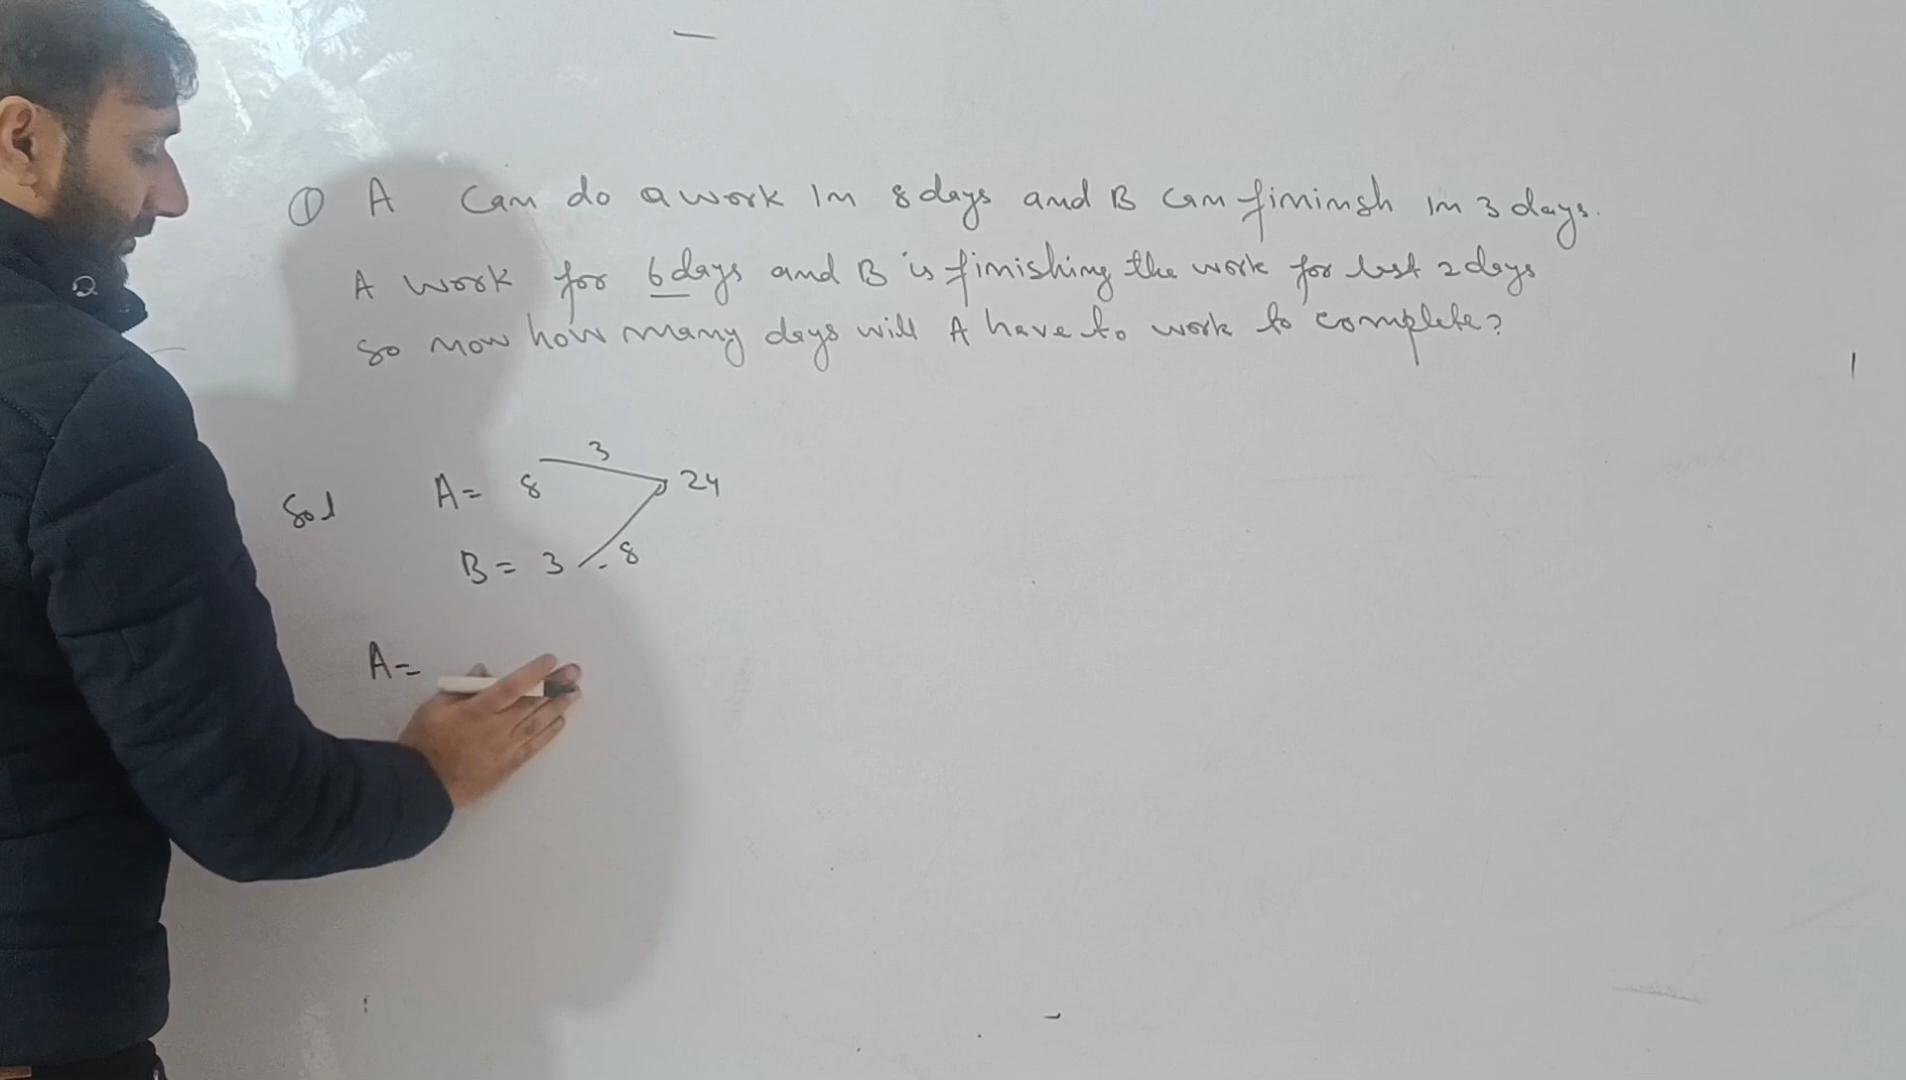 ① A can do a work in 8 days and B can finimsh in 3 days.
A work for 6 days and B is finishing the work for last 2 days
so now how many days will A have to work to complete?
Sol A = 8 3 24
B = 3 8
A =